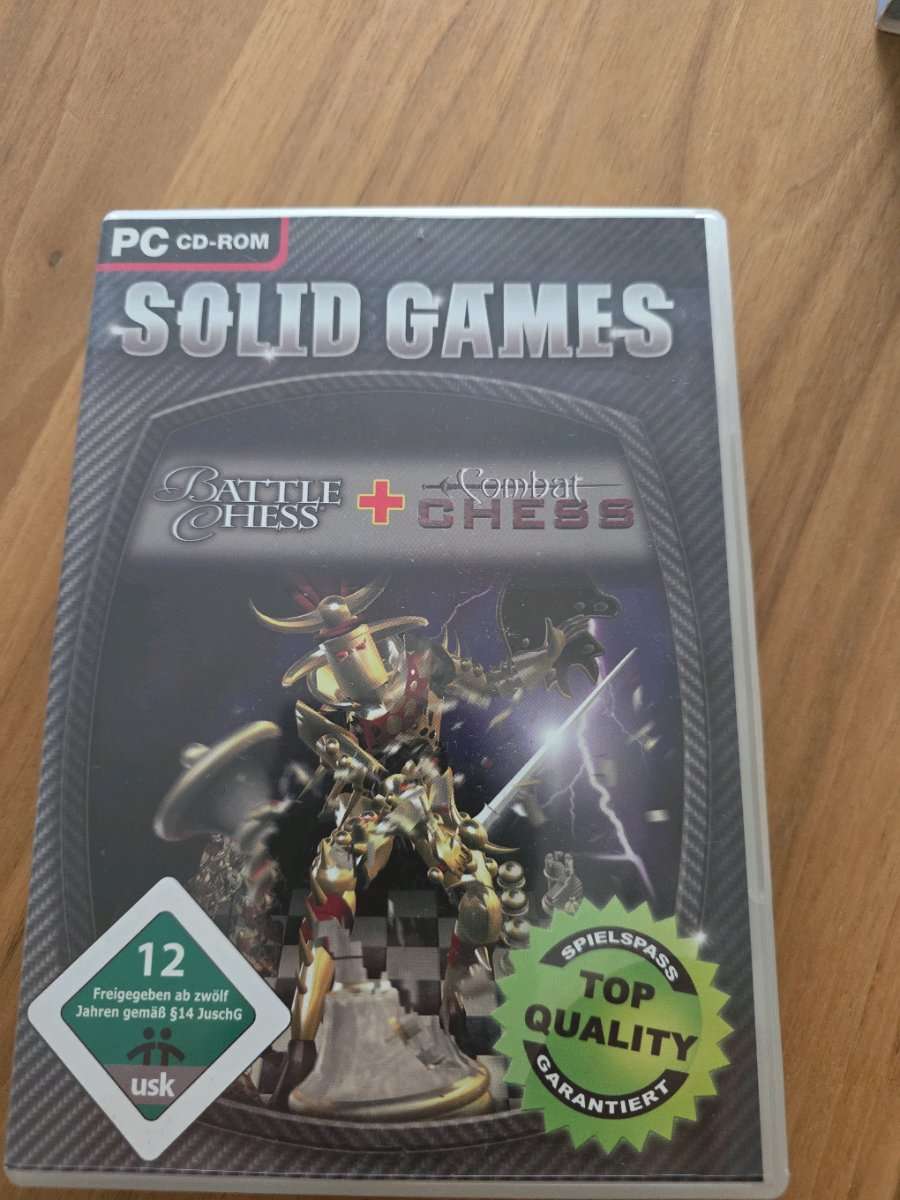 PC CD-ROM
SOLID GAMES
BATTLE CHESS
+
Combat CHESS
12
Freigegeben ab zwölf
Jahren gemäß §14 JuschG
usk
SPIELSPASS
TOP
QUALITY
GARANTIERT